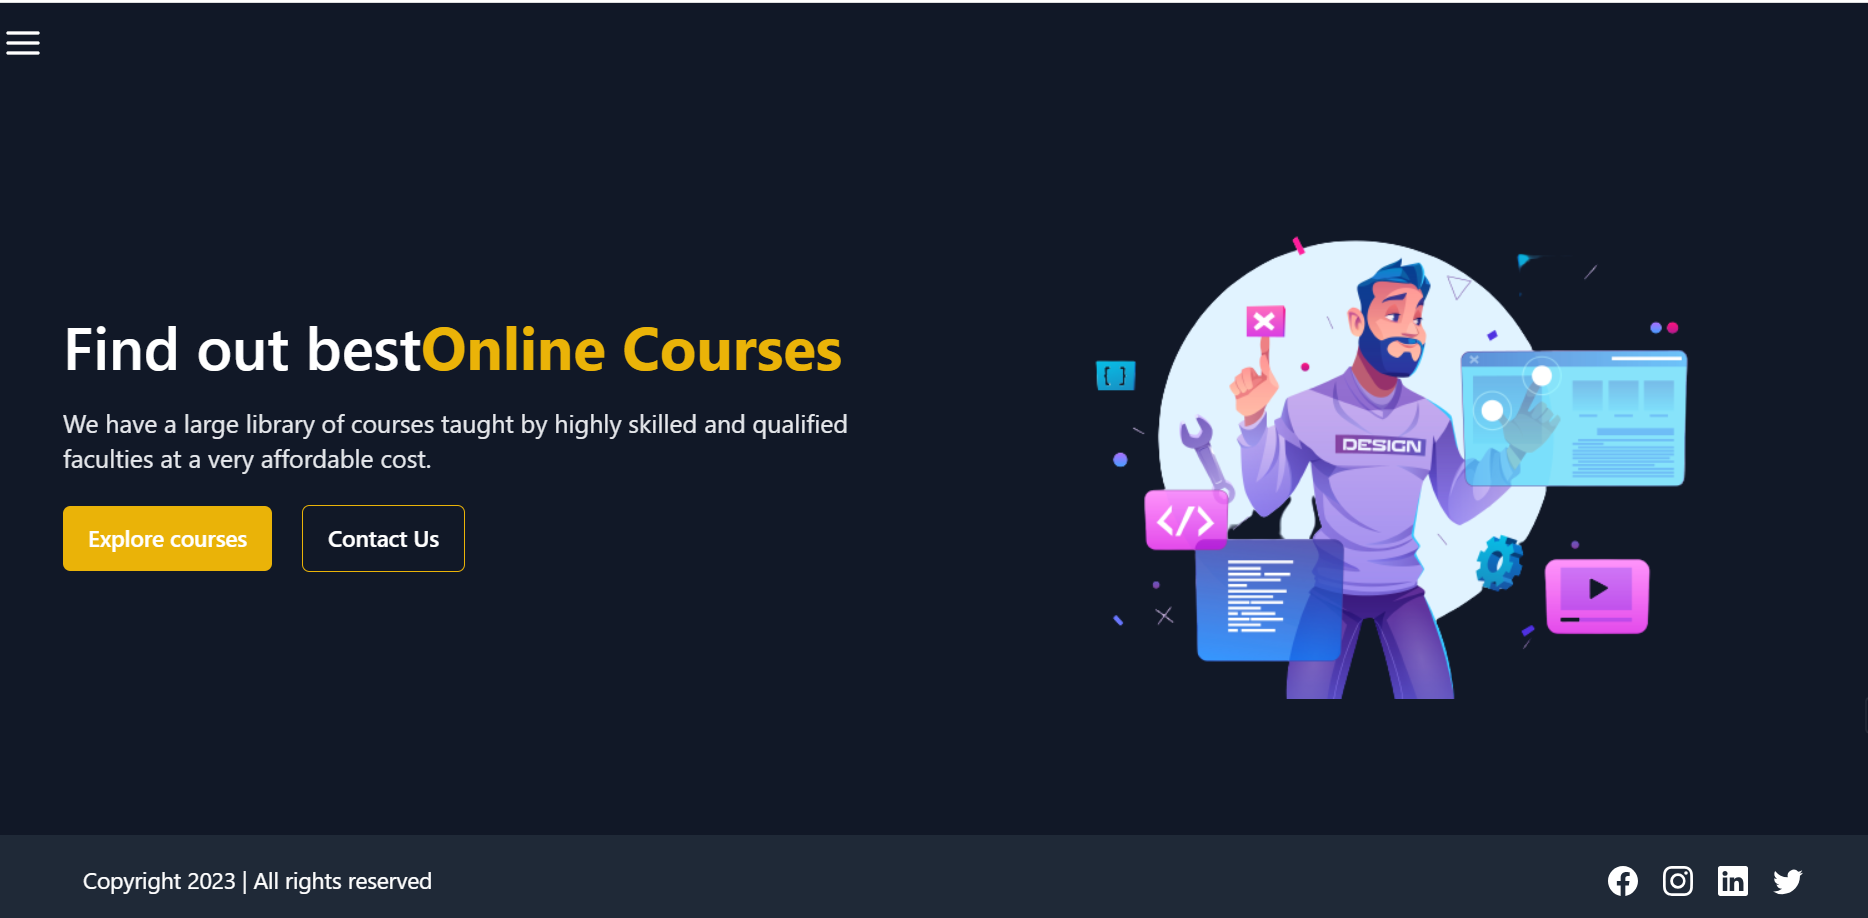 Find out bestOnline Courses
We have a large library of courses taught by highly skilled and qualified
faculties at a very affordable cost.
Explore courses
Contact Us
{ }
DESIGN
</>
Copyright 2023 | All rights reserved